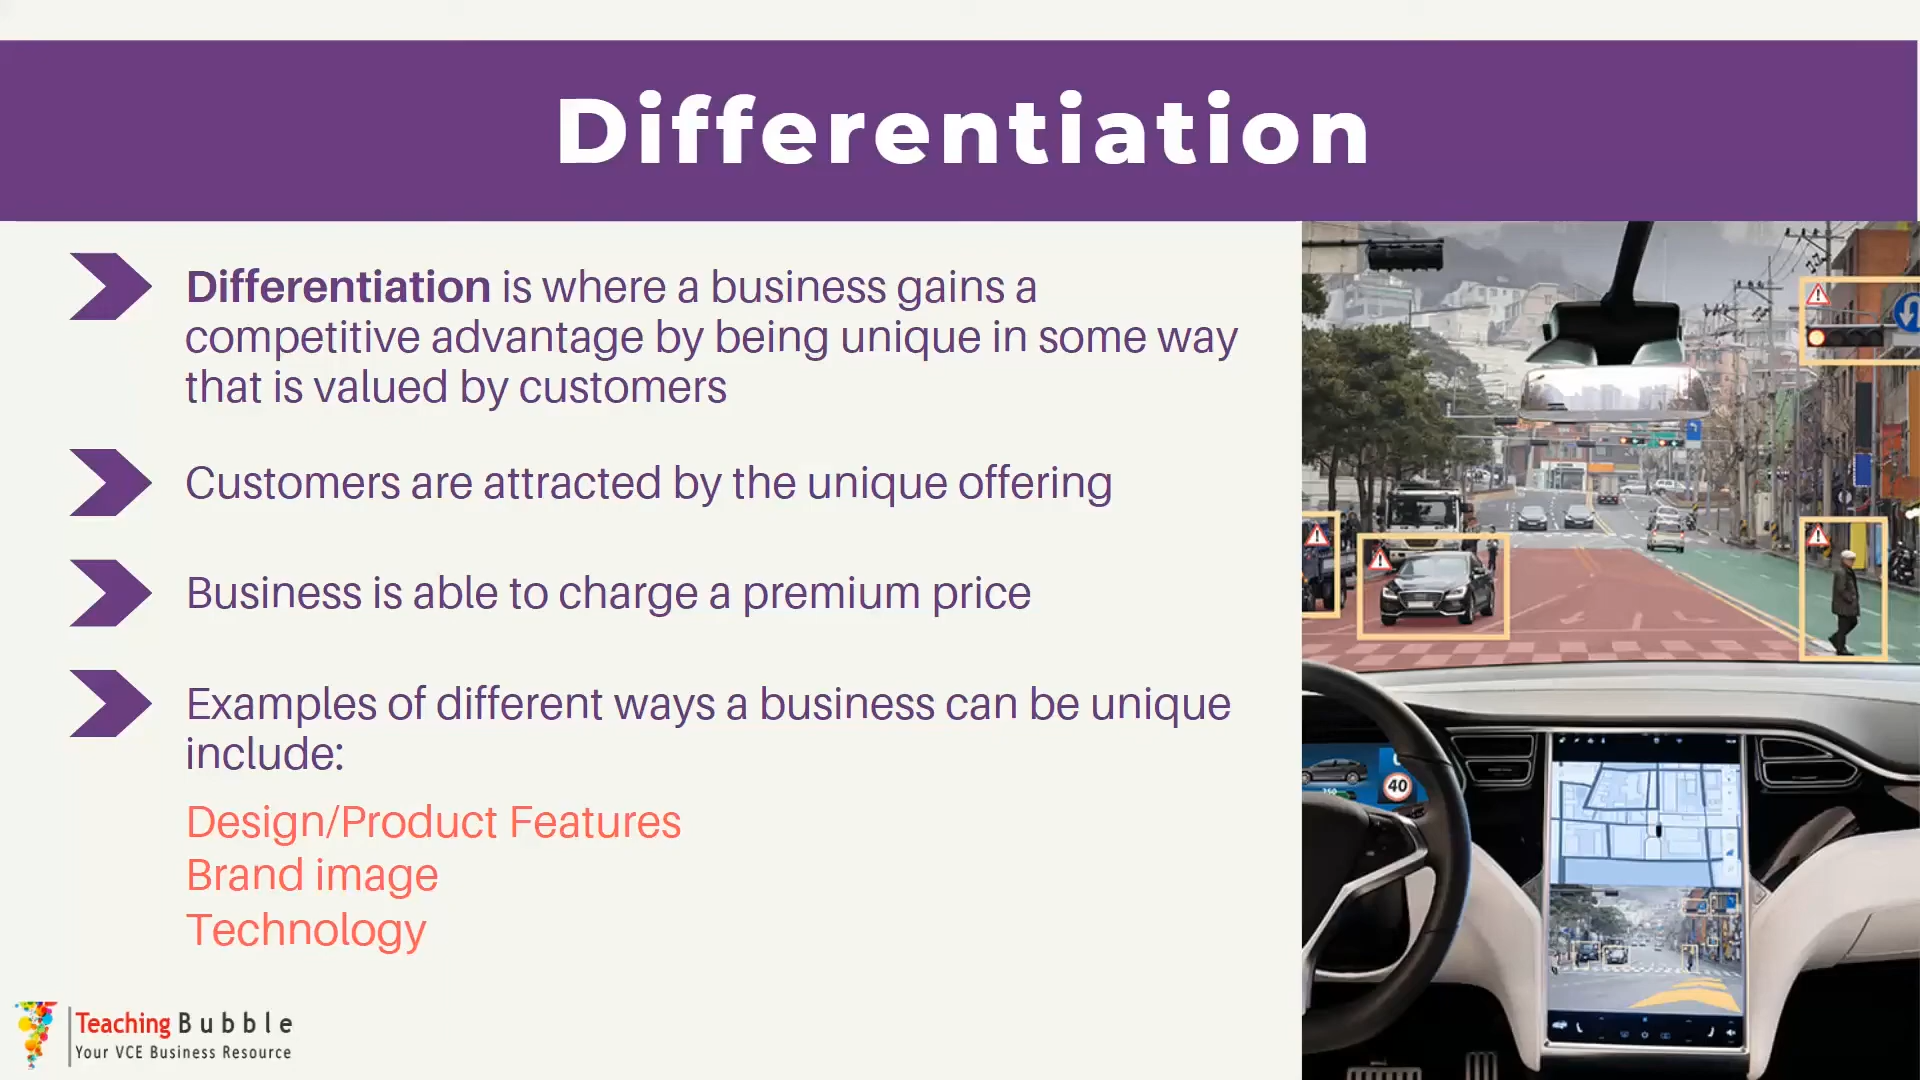 Differentiation
Differentiation is where a business gains a
competitive advantage by being unique in some way
that is valued by customers
Customers are attracted by the unique offering
Business is able to charge a premium price
Examples of different ways a business can be unique
include:
Design/Product Features
Brand image
Technology
40
Teaching Bubble
Your VCE Business Resource